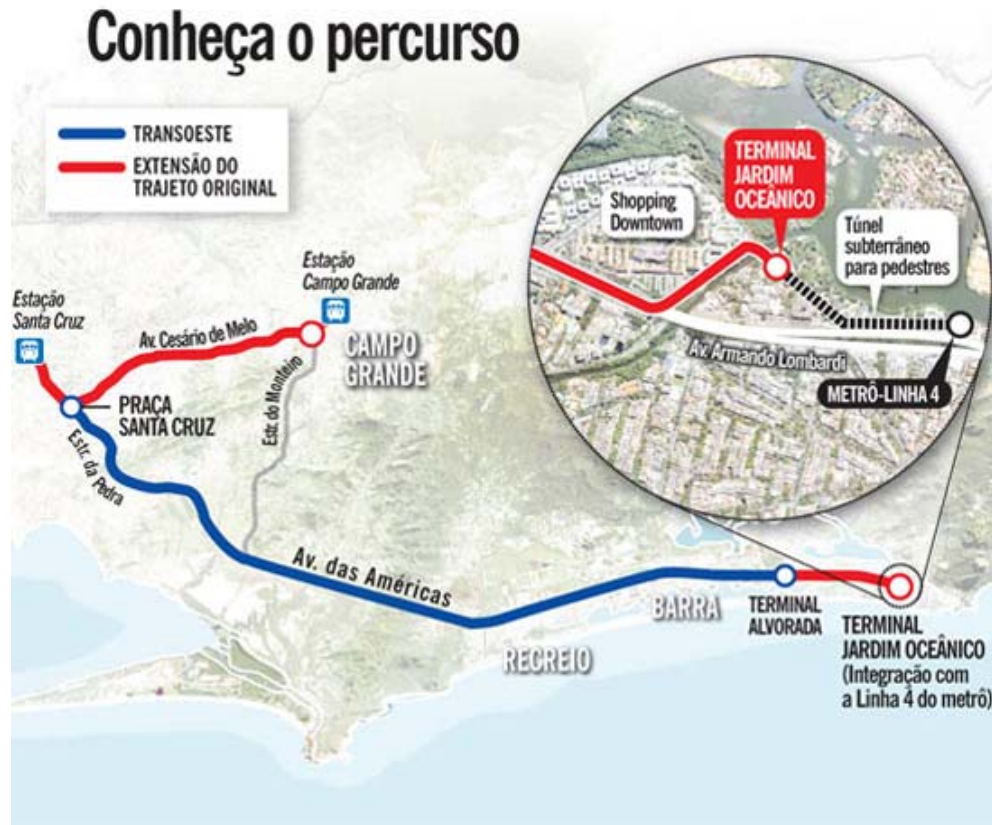 Conheça o percurso
TRANSOESTE
EXTENSÃO DO
TRAJETO ORIGINAL
TERMINAL
JARDIM
OCEÂNICO
Shopping
Downtown
Túnel
subterrâneo
para pedestres
Av. Armando Lombardi
METRÔ-LINHA 4
Estação
Santa Cruz
Estação
Campo Grande
Av. Cesário de Melo
CAMPO
GRANDE
PRAÇA
SANTA CRUZ
Estr. do Monteiro
Estr. da Pedra
Av. das Américas
BARRA
RECREIO
TERMINAL
ALVORADA
TERMINAL
JARDIM OCEÂNICO
(Integração com
a Linha 4 do metrô)